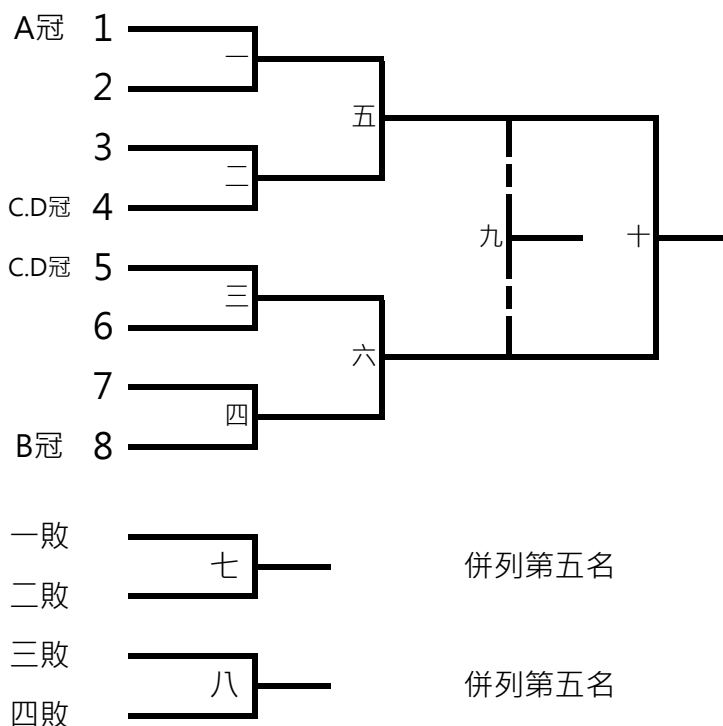 A冠 1
一
2
五
3
二
C.D冠 4
九 十
C.D冠 5
三
6
六
7
四
B冠 8
一敗
七 併列第五名
二敗
三敗
八 併列第五名
四敗